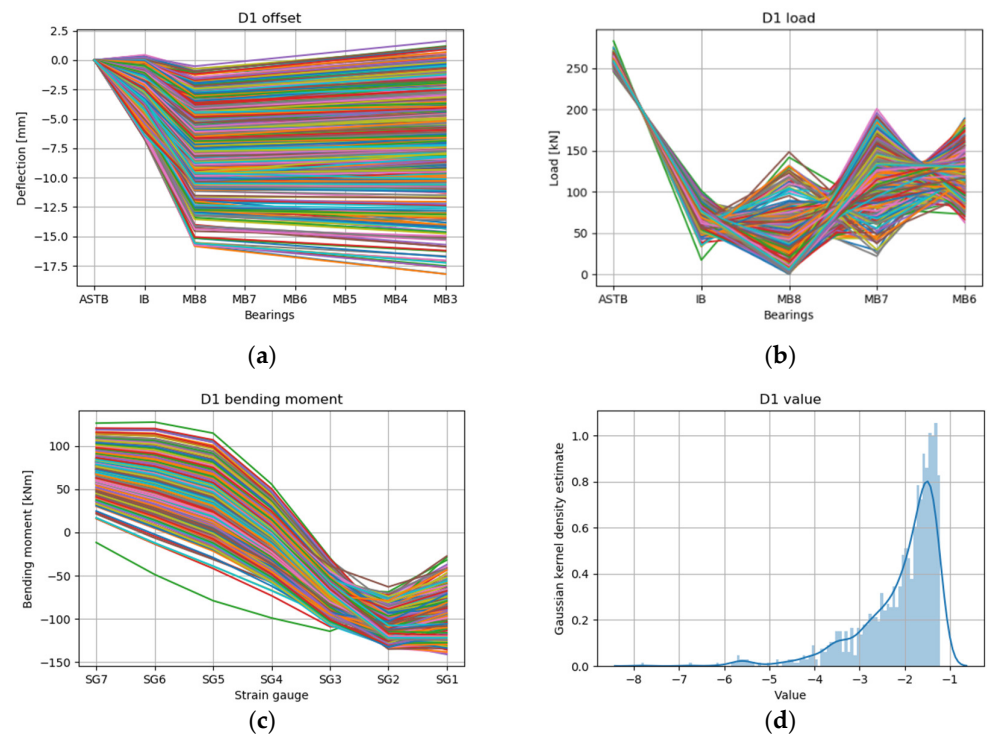 D1 offset
2.5
0.0
−2.5
−5.0
−7.5
−10.0
−12.5
−15.0
−17.5
Deflection [mm]
ASTB IB MB8 MB7 MB6 MB5 MB4 MB3
Bearings
(a)
D1 load
250
200
150
100
50
0
Load [kN]
ASTB IB MB8 MB7 MB6
Bearings
(b)
D1 bending moment
100
50
0
−50
−100
−150
Bending moment [kNm]
SG7 SG6 SG5 SG4 SG3 SG2 SG1
Strain gauge
(c)
D1 value
1.0
0.8
0.6
0.4
0.2
0.0
Gaussian kernel density estimate
−8 −7 −6 −5 −4 −3 −2 −1
Value
(d)